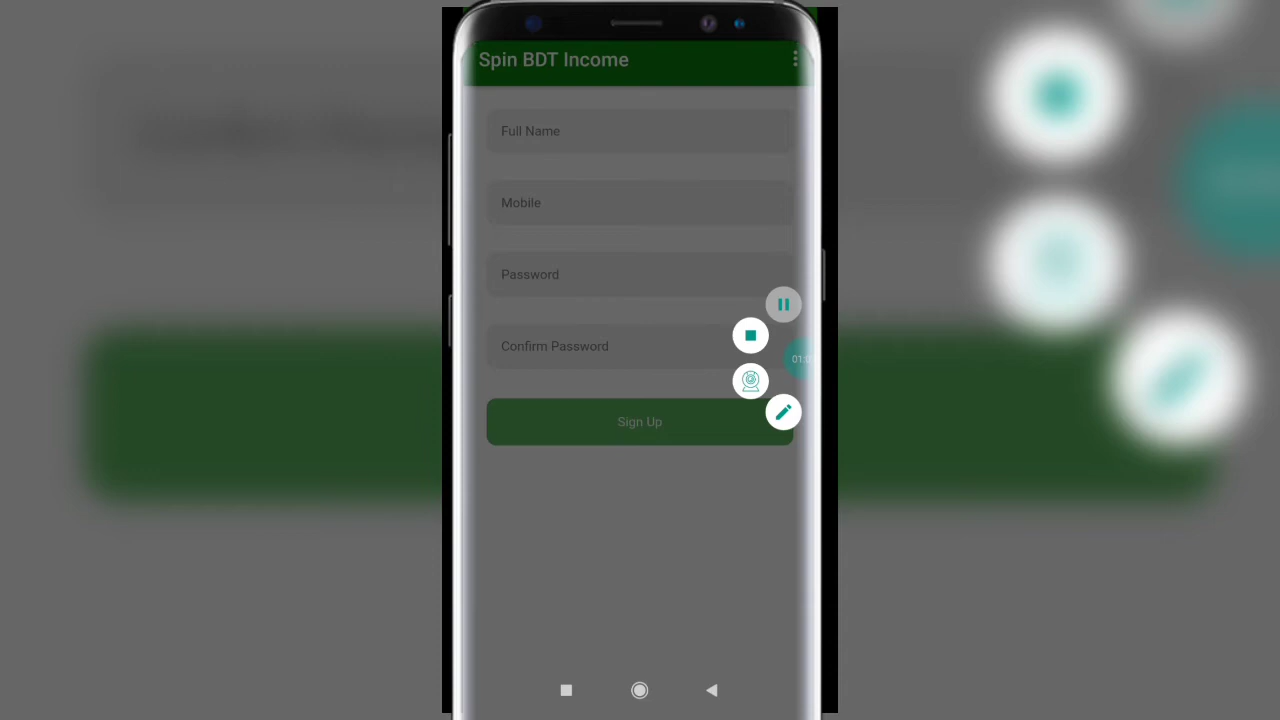 Spin BDT Income
Full Name
Mobile
Password
Confirm Password
Sign Up